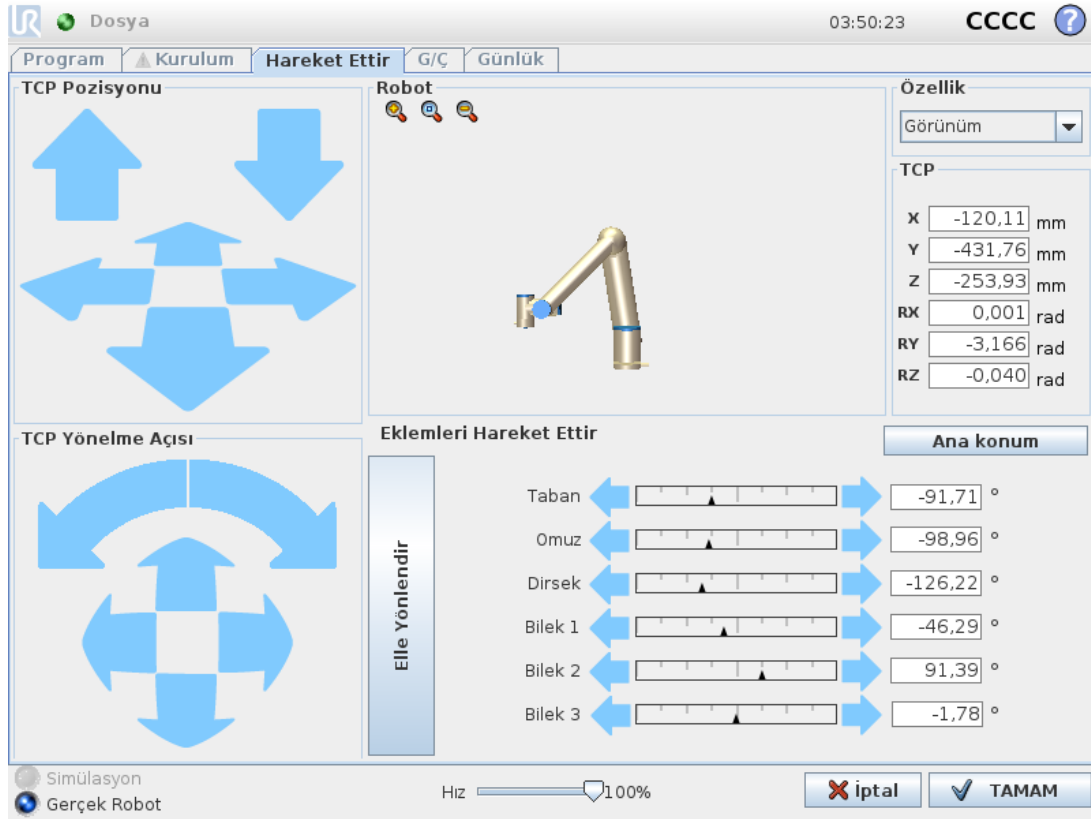 UR Dosya 03:50:23 CCCC ?
Program Kurulum Hareket Ettir G/Ç Günlük
TCP Pozisyonu
Robot
Özellik
Görünüm
TCP
X -120,11 mm
Y -431,76 mm
Z -253,93 mm
RX 0,001 rad
RY -3,166 rad
RZ -0,040 rad
TCP Yönelme Açısı
Eklemleri Hareket Ettir
Ana konum
Elle Yönlendir
Taban -91,71 °
Omuz -98,96 °
Dirsek -126,22 °
Bilek 1 -46,29 °
Bilek 2 91,39 °
Bilek 3 -1,78 °
Simülasyon
Gerçek Robot
Hız 100%
İptal
TAMAM